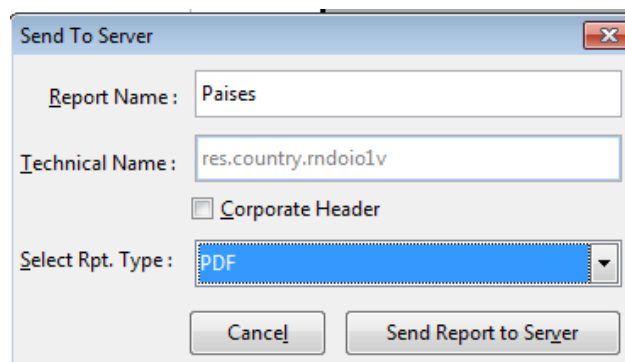 Send To Server
Report Name : Paises
Technical Name : res.country.rndoio1v
Corporate Header
Select Rpt. Type : PDF
Cancel Send Report to Server